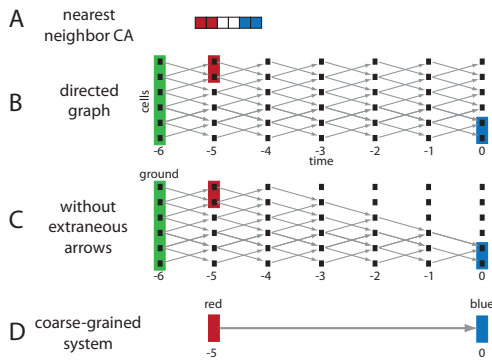 A nearest neighbor CA
B directed graph
cells
-6 -5 -4 -3 -2 -1 0
time
ground
C without extraneous arrows
-6 -5 -4 -3 -2 -1 0
red blue
D coarse-grained system
-5 0